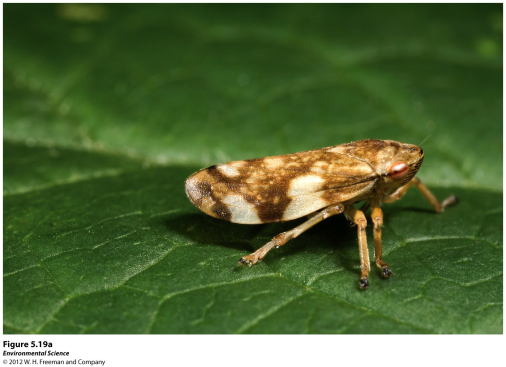 Figure 5.19a
Environmental Science
© 2012 W. H. Freeman and Company